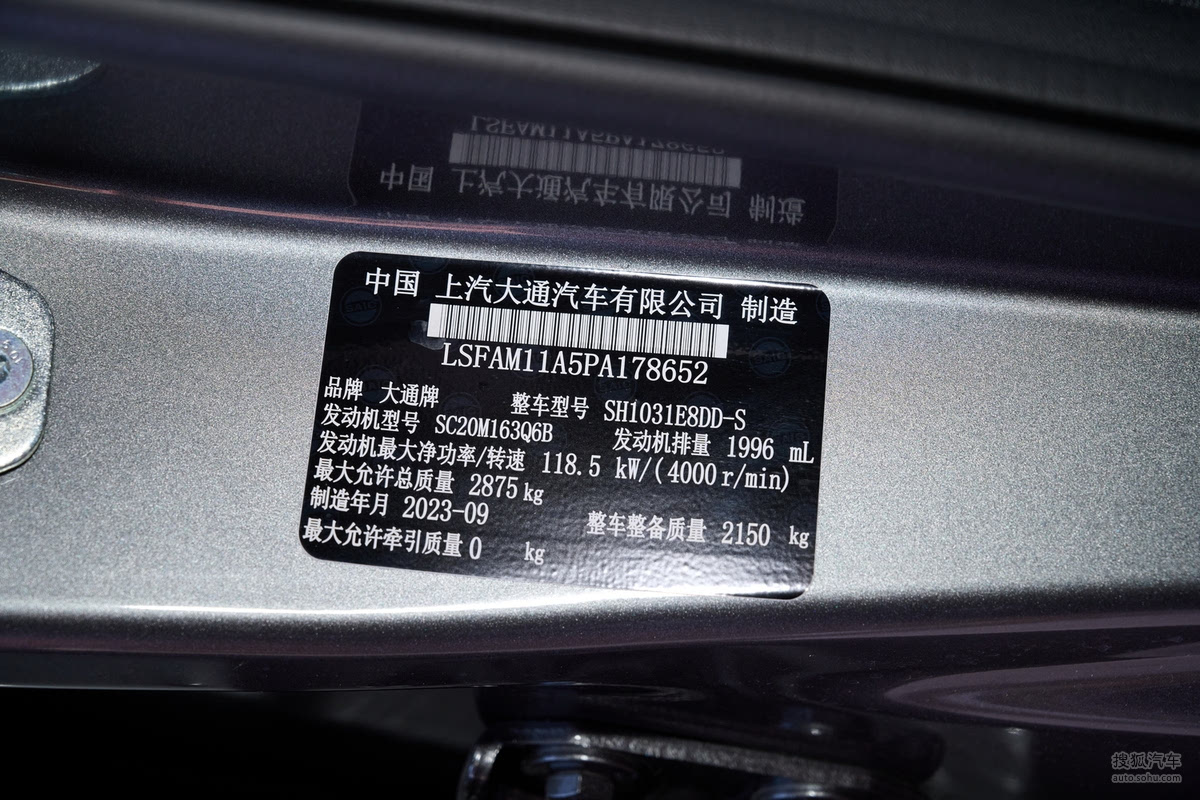 中国 上汽大通汽车有限公司 制造
LSFAM11A5PA178652
品牌 大通牌 整车型号 SH1031E8DD-S
发动机型号 SC20M163Q6B 发动机排量 1996 mL
发动机最大净功率/转速 118.5 kW/(4000r/min)
最大允许总质量 2875kg
制造年月 2023-09 整车整备质量 2150 kg
最大允许牵引质量 0 kg
搜狐汽车
auto.sohu.com